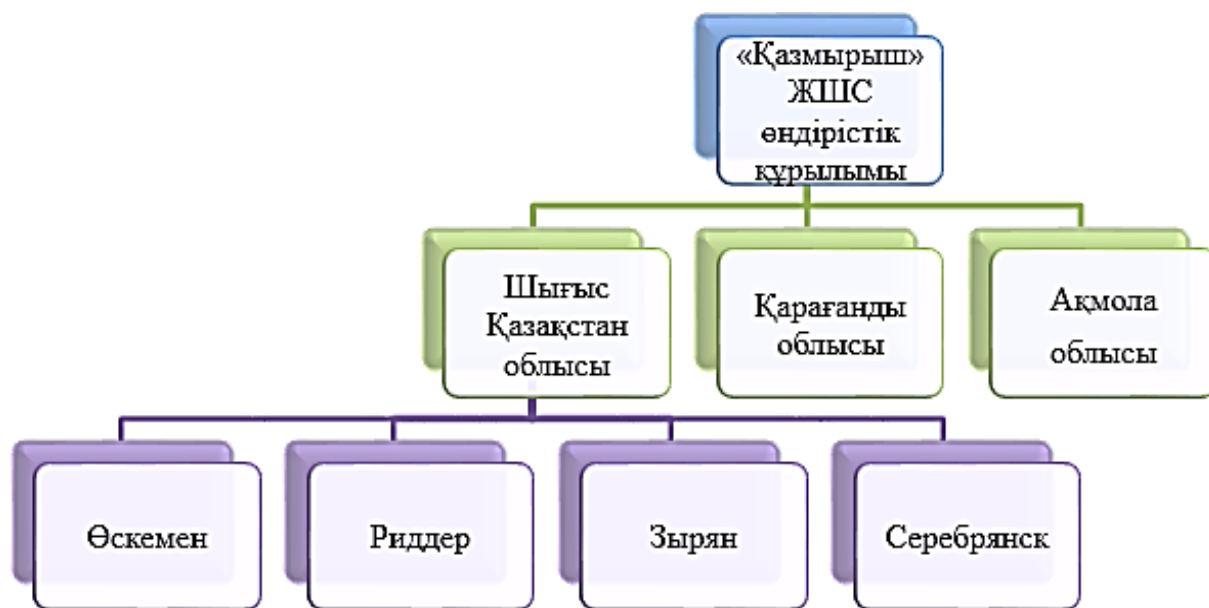 «Қазмырыш»
ЖШС
өндірістік
құрылымы
Шығыс
Қазақстан
облысы
Қарағанды
облысы
Ақмола
облысы
Өскемен
Риддер
Зырян
Серебрянск